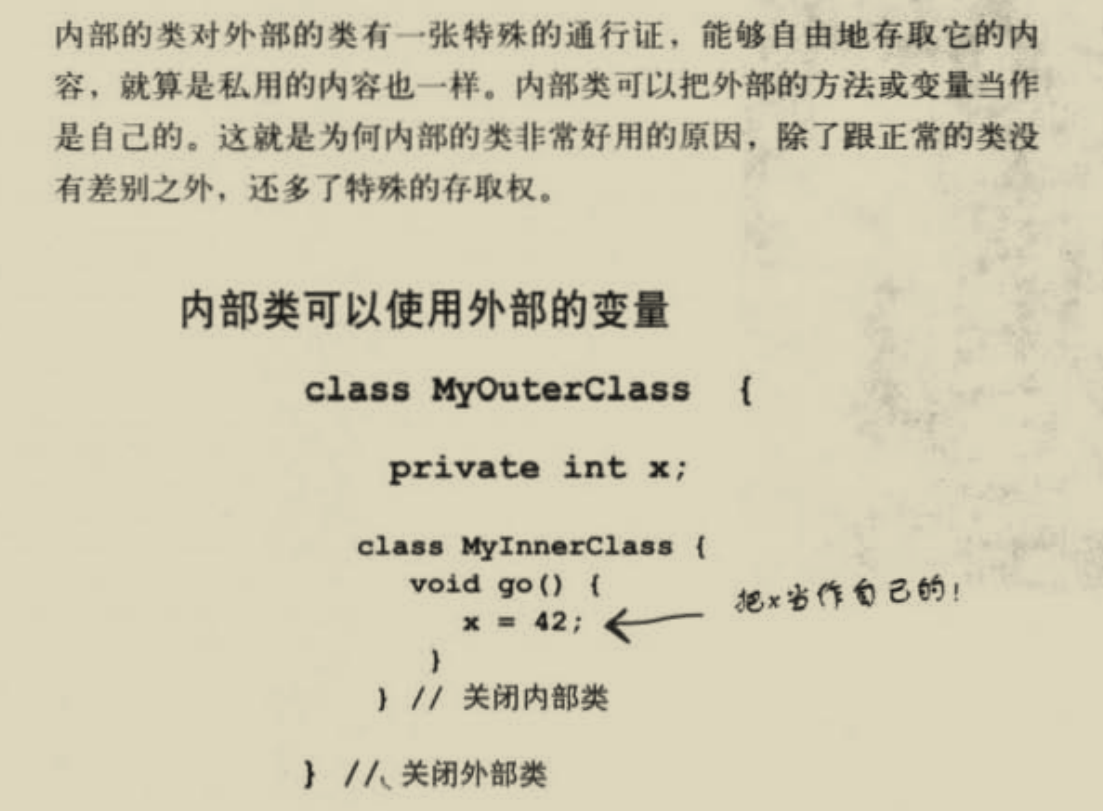 内部的类对外部的类有一张特殊的通行证，能够自由地存取它的内
容，就算是私用的内容也一样。内部类可以把外部的方法或变量当作
是自己的。这就是为何内部的类非常好用的原因，除了跟正常的类没
有差别之外，还多了特殊的存取权。
内部类可以使用外部的变量
class MyOuterClass {
private int x;
class MyInnerClass {
void go() {
x = 42;
把x当作自己的！
}
} // 关闭内部类
} // 关闭外部类